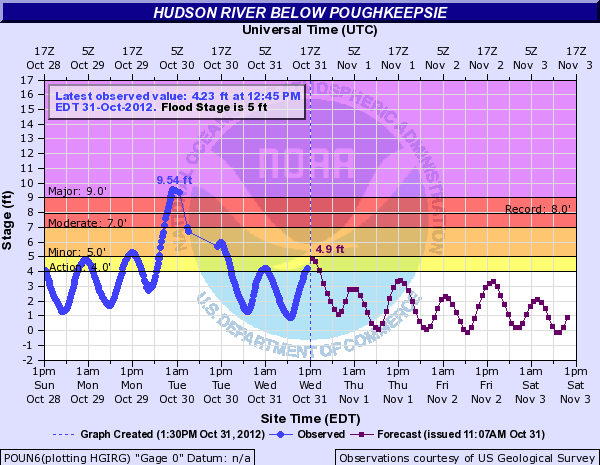 HUDSON RIVER BELOW POUGHKEEPSIE
Universal Time (UTC)
17Z 5Z 17Z 5Z 17Z 5Z 17Z 5Z 17Z 5Z 17Z 5Z 17Z
Oct 28 Oct 29 Oct 29 Oct 30 Oct 30 Oct 31 Oct 31 Nov 1 Nov 1 Nov 2 Nov 2 Nov 3 Nov 3
Latest observed value: 4.23 ft at 12:45 PM
EDT 31-Oct-2012. Flood Stage is 5 ft
Stage (ft)
17
16
15
14
13
12
11
10
9
8
7
6
5
4
3
2
1
0
-1
-2
NOAA
9.54 ft
Major: 9.0'
Record: 8.0'
Moderate: 7.0'
Minor: 5.0'
4.9 ft
Action: 4.0'
U.S. DEPARTMENT OF COMMERCE
1pm 1am 1pm 1am 1pm 1am 1pm 1am 1pm 1am 1pm 1am 1pm
Sun Mon Mon Tue Tue Wed Wed Thu Thu Fri Fri Sat Sat
Oct 28 Oct 29 Oct 29 Oct 30 Oct 30 Oct 31 Oct 31 Nov 1 Nov 1 Nov 2 Nov 2 Nov 3 Nov 3
Site Time (EDT)
Graph Created (1:30PM Oct 31, 2012) Observed Forecast (issued 11:07AM Oct 31)
POUN6(plotting HGIRG) "Gage 0" Datum: n/a
Observations courtesy of US Geological Survey